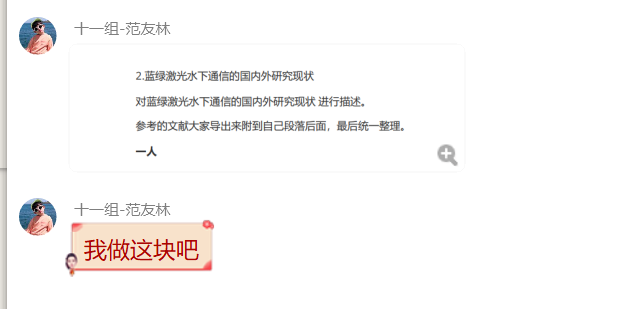 十一组-范友林
2.蓝绿激光水下通信的国内外研究现状
对蓝绿激光水下通信的国内外研究现状 进行描述。
参考的文献大家导出来附到自己段落后面，最后统一整理。
一人
十一组-范友林
我做这块吧